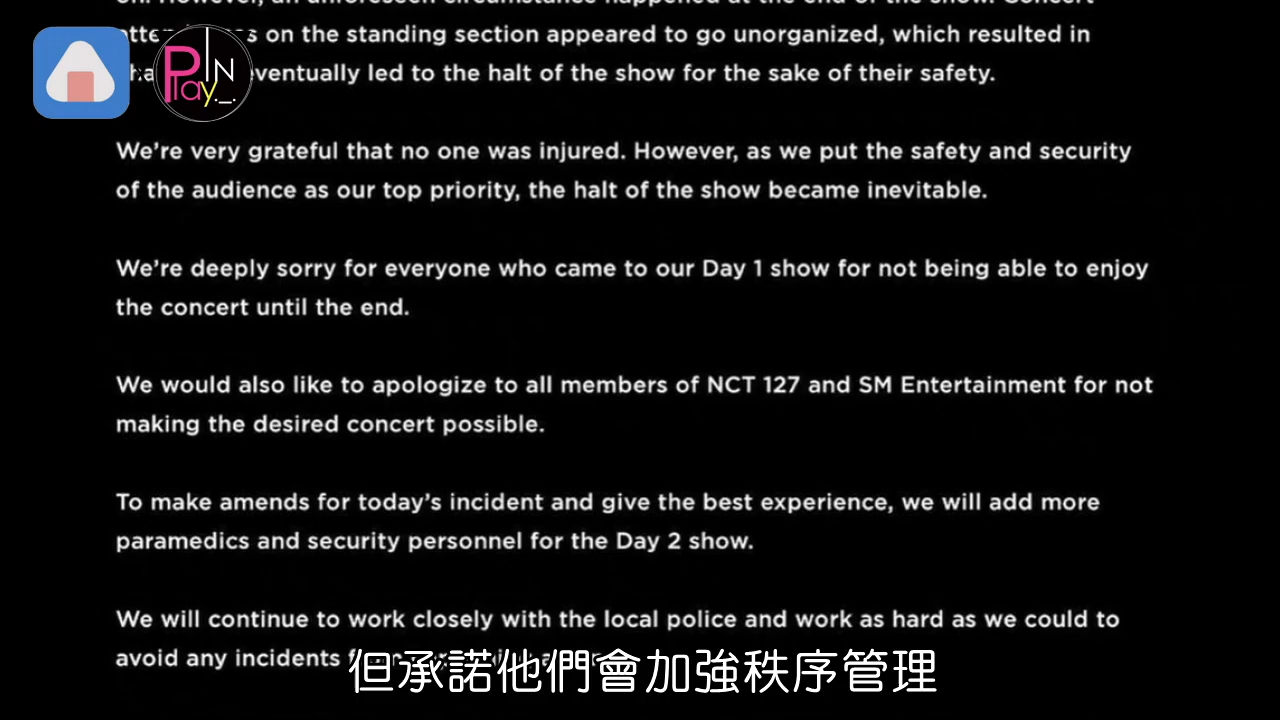 on. However, an unforeseen circumstance happened at the end of the show. Concert
on the standing section appeared to go unorganized, which resulted in
eventually led to the halt of the show for the sake of their safety.
PLay IN
We're very grateful that no one was injured. However, as we put the safety and security
of the audience as our top priority, the halt of the show became inevitable.
We're deeply sorry for everyone who came to our Day 1 show for not being able to enjoy
the concert until the end.
We would also like to apologize to all members of NCT 127 and SM Entertainment for not
making the desired concert possible.
To make amends for today's incident and give the best experience, we will add more
paramedics and security personnel for the Day 2 show.
We will continue to work closely with the local police and work as hard as we could to
avoid any incidents
但承諾他們會加強秩序管理